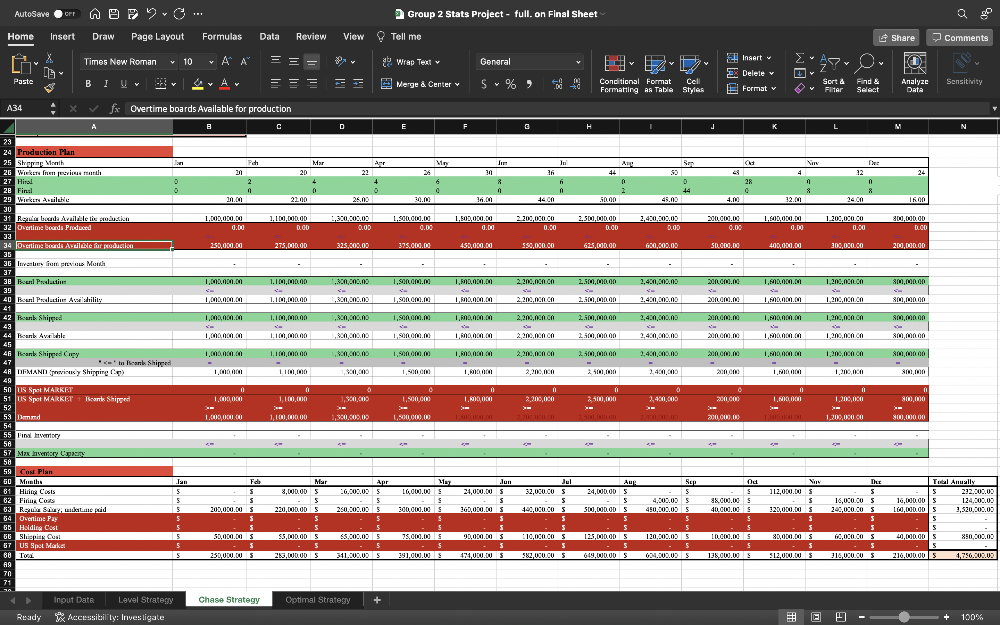 AutoSave OFF
Group 2 Stats Project - full. on Final Sheet
Home Insert Draw Page Layout Formulas Data Review View Tell me Share Comments
Paste Times New Roman 10 Wrap Text General Insert
Delete
B I U Merge & Center $ % Conditional Formatting Format as Table Cell Styles Format Sort & Filter Find & Select Analyze Data Sensitivity
A34 fx Overtime boards Available for production
A B C D E F G H I J K L M N
23
24 Production Plan
25 Shipping Month Jan Feb Mar Apr May Jun Jul Aug Sep Oct Nov Dec
26 Workers from previous month 20 20 22 26 30 36 44 50 48 4 32 24
27 Hired 0 2 4 4 6 8 6 0 0 28 0 0
28 Fired 0 0 0 0 0 0 0 2 44 0 8 8
29 Workers Available 20.00 22.00 26.00 30.00 36.00 44.00 50.00 48.00 4.00 32.00 24.00 16.00
30
31 Regular boards Available for production 1,000,000.00 1,100,000.00 1,300,000.00 1,500,000.00 1,800,000.00 2,200,000.00 2,500,000.00 2,400,000.00 200,000.00 1,600,000.00 1,200,000.00 800,000.00
32 Overtime boards Produced 0.00 0.00 0.00 0.00 0.00 0.00 0.00 0.00 0.00 0.00 0.00 0.00
33 <= <= <= <= <= <= <= <= <= <= <= <=
34 Overtime boards Available for production 250,000.00 275,000.00 325,000.00 375,000.00 450,000.00 550,000.00 625,000.00 600,000.00 50,000.00 400,000.00 300,000.00 200,000.00
35
36 Inventory from previous Month - - - - - - - - - - - -
37
38 Board Production 1,000,000.00 1,100,000.00 1,300,000.00 1,500,000.00 1,800,000.00 2,200,000.00 2,500,000.00 2,400,000.00 200,000.00 1,600,000.00 1,200,000.00 800,000.00
39 <= <= <= <= <= <= <= <= <= <= <= <=
40 Board Production Availability 1,000,000.00 1,100,000.00 1,300,000.00 1,500,000.00 1,800,000.00 2,200,000.00 2,500,000.00 2,400,000.00 200,000.00 1,600,000.00 1,200,000.00 800,000.00
41
42 Boards Shipped 1,000,000.00 1,100,000.00 1,300,000.00 1,500,000.00 1,800,000.00 2,200,000.00 2,500,000.00 2,400,000.00 200,000.00 1,600,000.00 1,200,000.00 800,000.00
43 <= <= <= <= <= <= <= <= <= <= <= <=
44 Boards Available 1,000,000.00 1,100,000.00 1,300,000.00 1,500,000.00 1,800,000.00 2,200,000.00 2,500,000.00 2,400,000.00 200,000.00 1,600,000.00 1,200,000.00 800,000.00
45
46 Boards Shipped Copy 1,000,000.00 1,100,000.00 1,300,000.00 1,500,000.00 1,800,000.00 2,200,000.00 2,500,000.00 2,400,000.00 200,000.00 1,600,000.00 1,200,000.00 800,000.00
47 " <= " to Boards Shipped = = = = = = = = = = = =
48 DEMAND (previously Shipping Cap) 1,000,000 1,100,000 1,300,000 1,500,000 1,800,000 2,200,000 2,500,000 2,400,000 200,000 1,600,000 1,200,000 800,000
49
50 US Spot MARKET 0 0 0 0 0 0 0 0 0 0 0 0
51 US Spot MARKET + Boards Shipped 1,000,000 1,100,000 1,300,000 1,500,000 1,800,000 2,200,000 2,500,000 2,400,000 200,000 1,600,000 1,200,000 800,000
52 >= >= >= >= >= >= >= >= >= >= >= >=
53 Demand 1,000,000.00 1,100,000.00 1,300,000.00 1,500,000.00 1,800,000.00 2,200,000.00 2,500,000.00 2,400,000.00 200,000.00 1,600,000.00 1,200,000.00 800,000.00
54
55 Final Inventory - - - - - - - - - - - -
56 <= <= <= <= <= <= <= <= <= <= <= <=
57 Max Inventory Capacity - - - - - - - - - - - -
58
59 Cost Plan
60 Months Jan Feb Mar Apr May Jun Jul Aug Sep Oct Nov Dec Total Anually
61 Hiring Costs $ - $ 8,000.00 $ 16,000.00 $ 16,000.00 $ 24,000.00 $ 32,000.00 $ 24,000.00 $ - $ - $ 112,000.00 $ - $ - $ 232,000.00
62 Firing Costs $ - $ - $ - $ - $ - $ - $ - $ 4,000.00 $ 88,000.00 $ - $ 16,000.00 $ 16,000.00 $ 124,000.00
63 Regular Salary; undertime paid $ 200,000.00 $ 220,000.00 $ 260,000.00 $ 300,000.00 $ 360,000.00 $ 440,000.00 $ 500,000.00 $ 480,000.00 $ 40,000.00 $ 320,000.00 $ 240,000.00 $ 160,000.00 $ 3,520,000.00
64 Overtime Pay $ - $ - $ - $ - $ - $ - $ - $ - $ - $ - $ - $ - $ -
65 Holding Cost $ - $ - $ - $ - $ - $ - $ - $ - $ - $ - $ - $ - $ -
66 Shipping Cost $ 50,000.00 $ 55,000.00 $ 65,000.00 $ 75,000.00 $ 90,000.00 $ 110,000.00 $ 125,000.00 $ 120,000.00 $ 10,000.00 $ 80,000.00 $ 60,000.00 $ 40,000.00 $ 880,000.00
67 US Spot Market $ - $ - $ - $ - $ - $ - $ - $ - $ - $ - $ - $ - $ -
68 Total $ 250,000.00 $ 283,000.00 $ 341,000.00 $ 391,000.00 $ 474,000.00 $ 582,000.00 $ 649,000.00 $ 604,000.00 $ 138,000.00 $ 512,000.00 $ 316,000.00 $ 216,000.00 $ 4,756,000.00
69
70
71
Input Data Level Strategy Chase Strategy Optimal Strategy +
Ready Accessibility: Investigate 100%